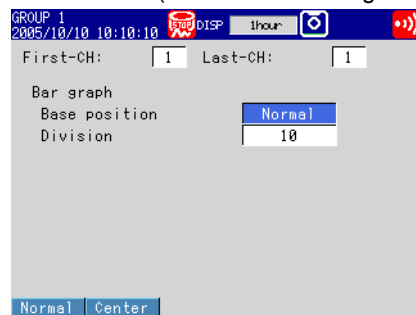 GROUP 1
2005/10/10 10:10:10 STOP DISP 1hour
First-CH: 1 Last-CH: 1
Bar graph
Base position Normal
Division 10
Normal Center